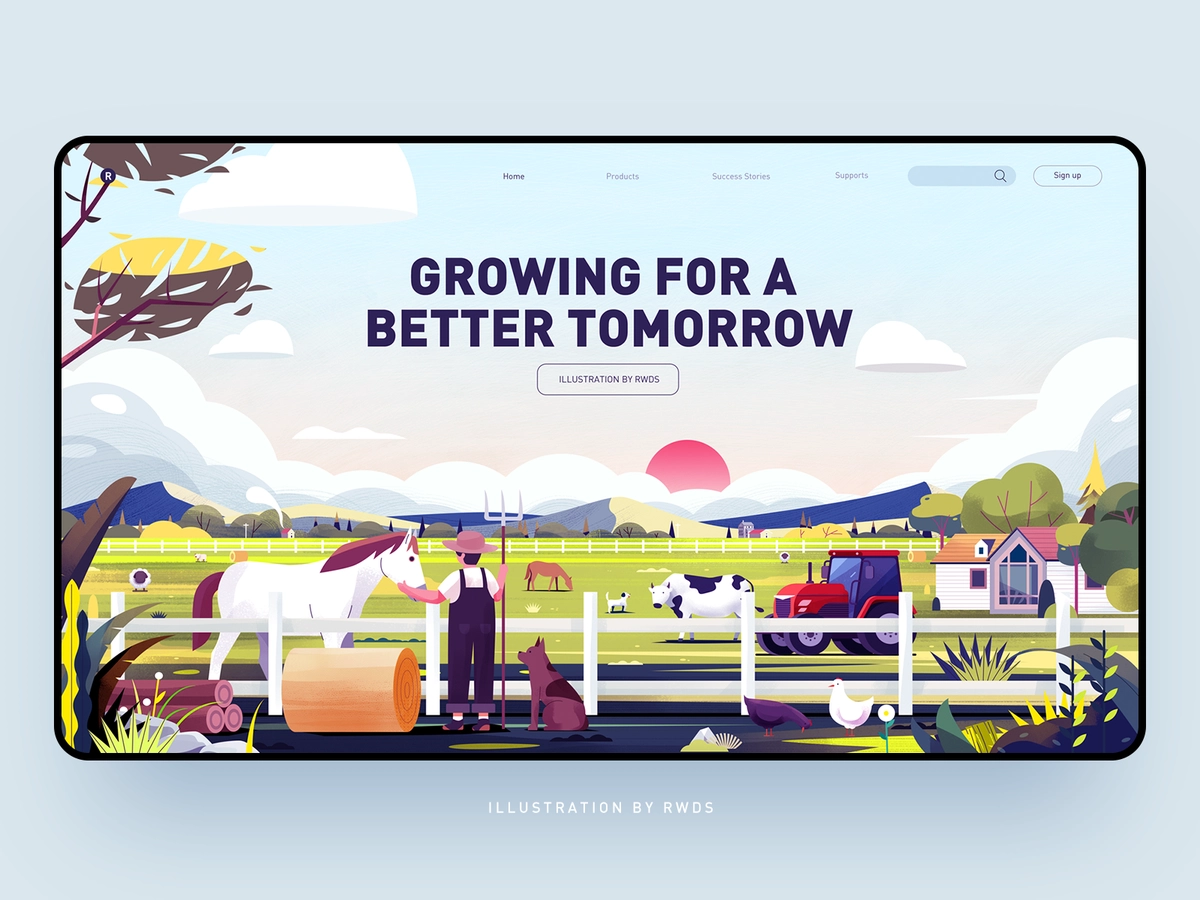 R
Home
Products
Success Stories
Supports
Sign up
GROWING FOR A
BETTER TOMORROW
ILLUSTRATION BY RWDS
ILLUSTRATION BY RWDS